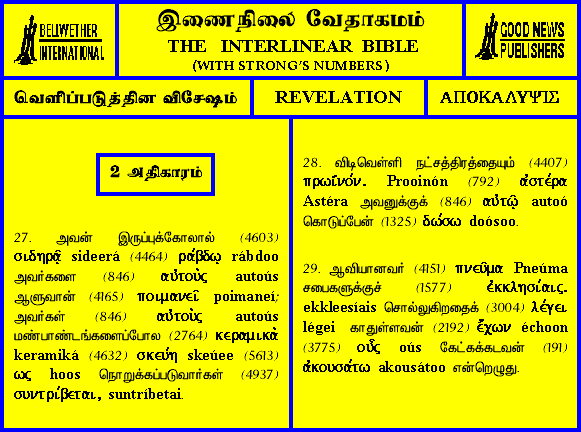 BELLWETHER
INTERNATIONAL
இணைநிலை வேதாகமம்
THE INTERLINEAR BIBLE
(WITH STRONG'S NUMBERS)
GOOD NEWS
PUBLISHERS
வெளிப்படுத்தின விசேஷம்
REVELATION
ΑΠΟΚΑΛΥΨΙΣ
2 அதிகாரம்
27. அவன் இருப்புக்கோலால் (4603)
σιδηρᾷ sideerá (4464) ράβδῳ rábdoo
அவர்களை (846) αὐτοὺς autoús
ஆளுவான் (4165) ποιμανεῖ poimaneí;
அவர்கள் (846) αὐτοὺς autoús
மண்பாண்டங்களைப்போல (2764) κεραμικὰ
keramiká (4632) σκεύη skeúee (5613)
ως hoos நொறுக்கப்படுவார்கள் (4937)
συντρίβεται, suntríbetai.
28. விடிவெள்ளி நட்சத்திரத்தையும் (4407)
πρωϊνόν. Prooinón (792) ἀστέρα
Astéra அவனுக்குக் (846) αὐτῷ autoó
கொடுப்பேன் (1325) δώσω doósoo.
29. ஆவியானவர் (4151) πνεῦμα Pneúma
சபைகளுக்குச் (1577) ἐκκλησίαις.
ekkleesíais சொல்லுகிறதைக் (3004) λέγει
légei காதுள்ளவன் (2192) ἔχων échoon
(3775) οὖς oús கேட்கக்கடவன் (191)
ἀκουσάτω akousátoo என்றெழுது.